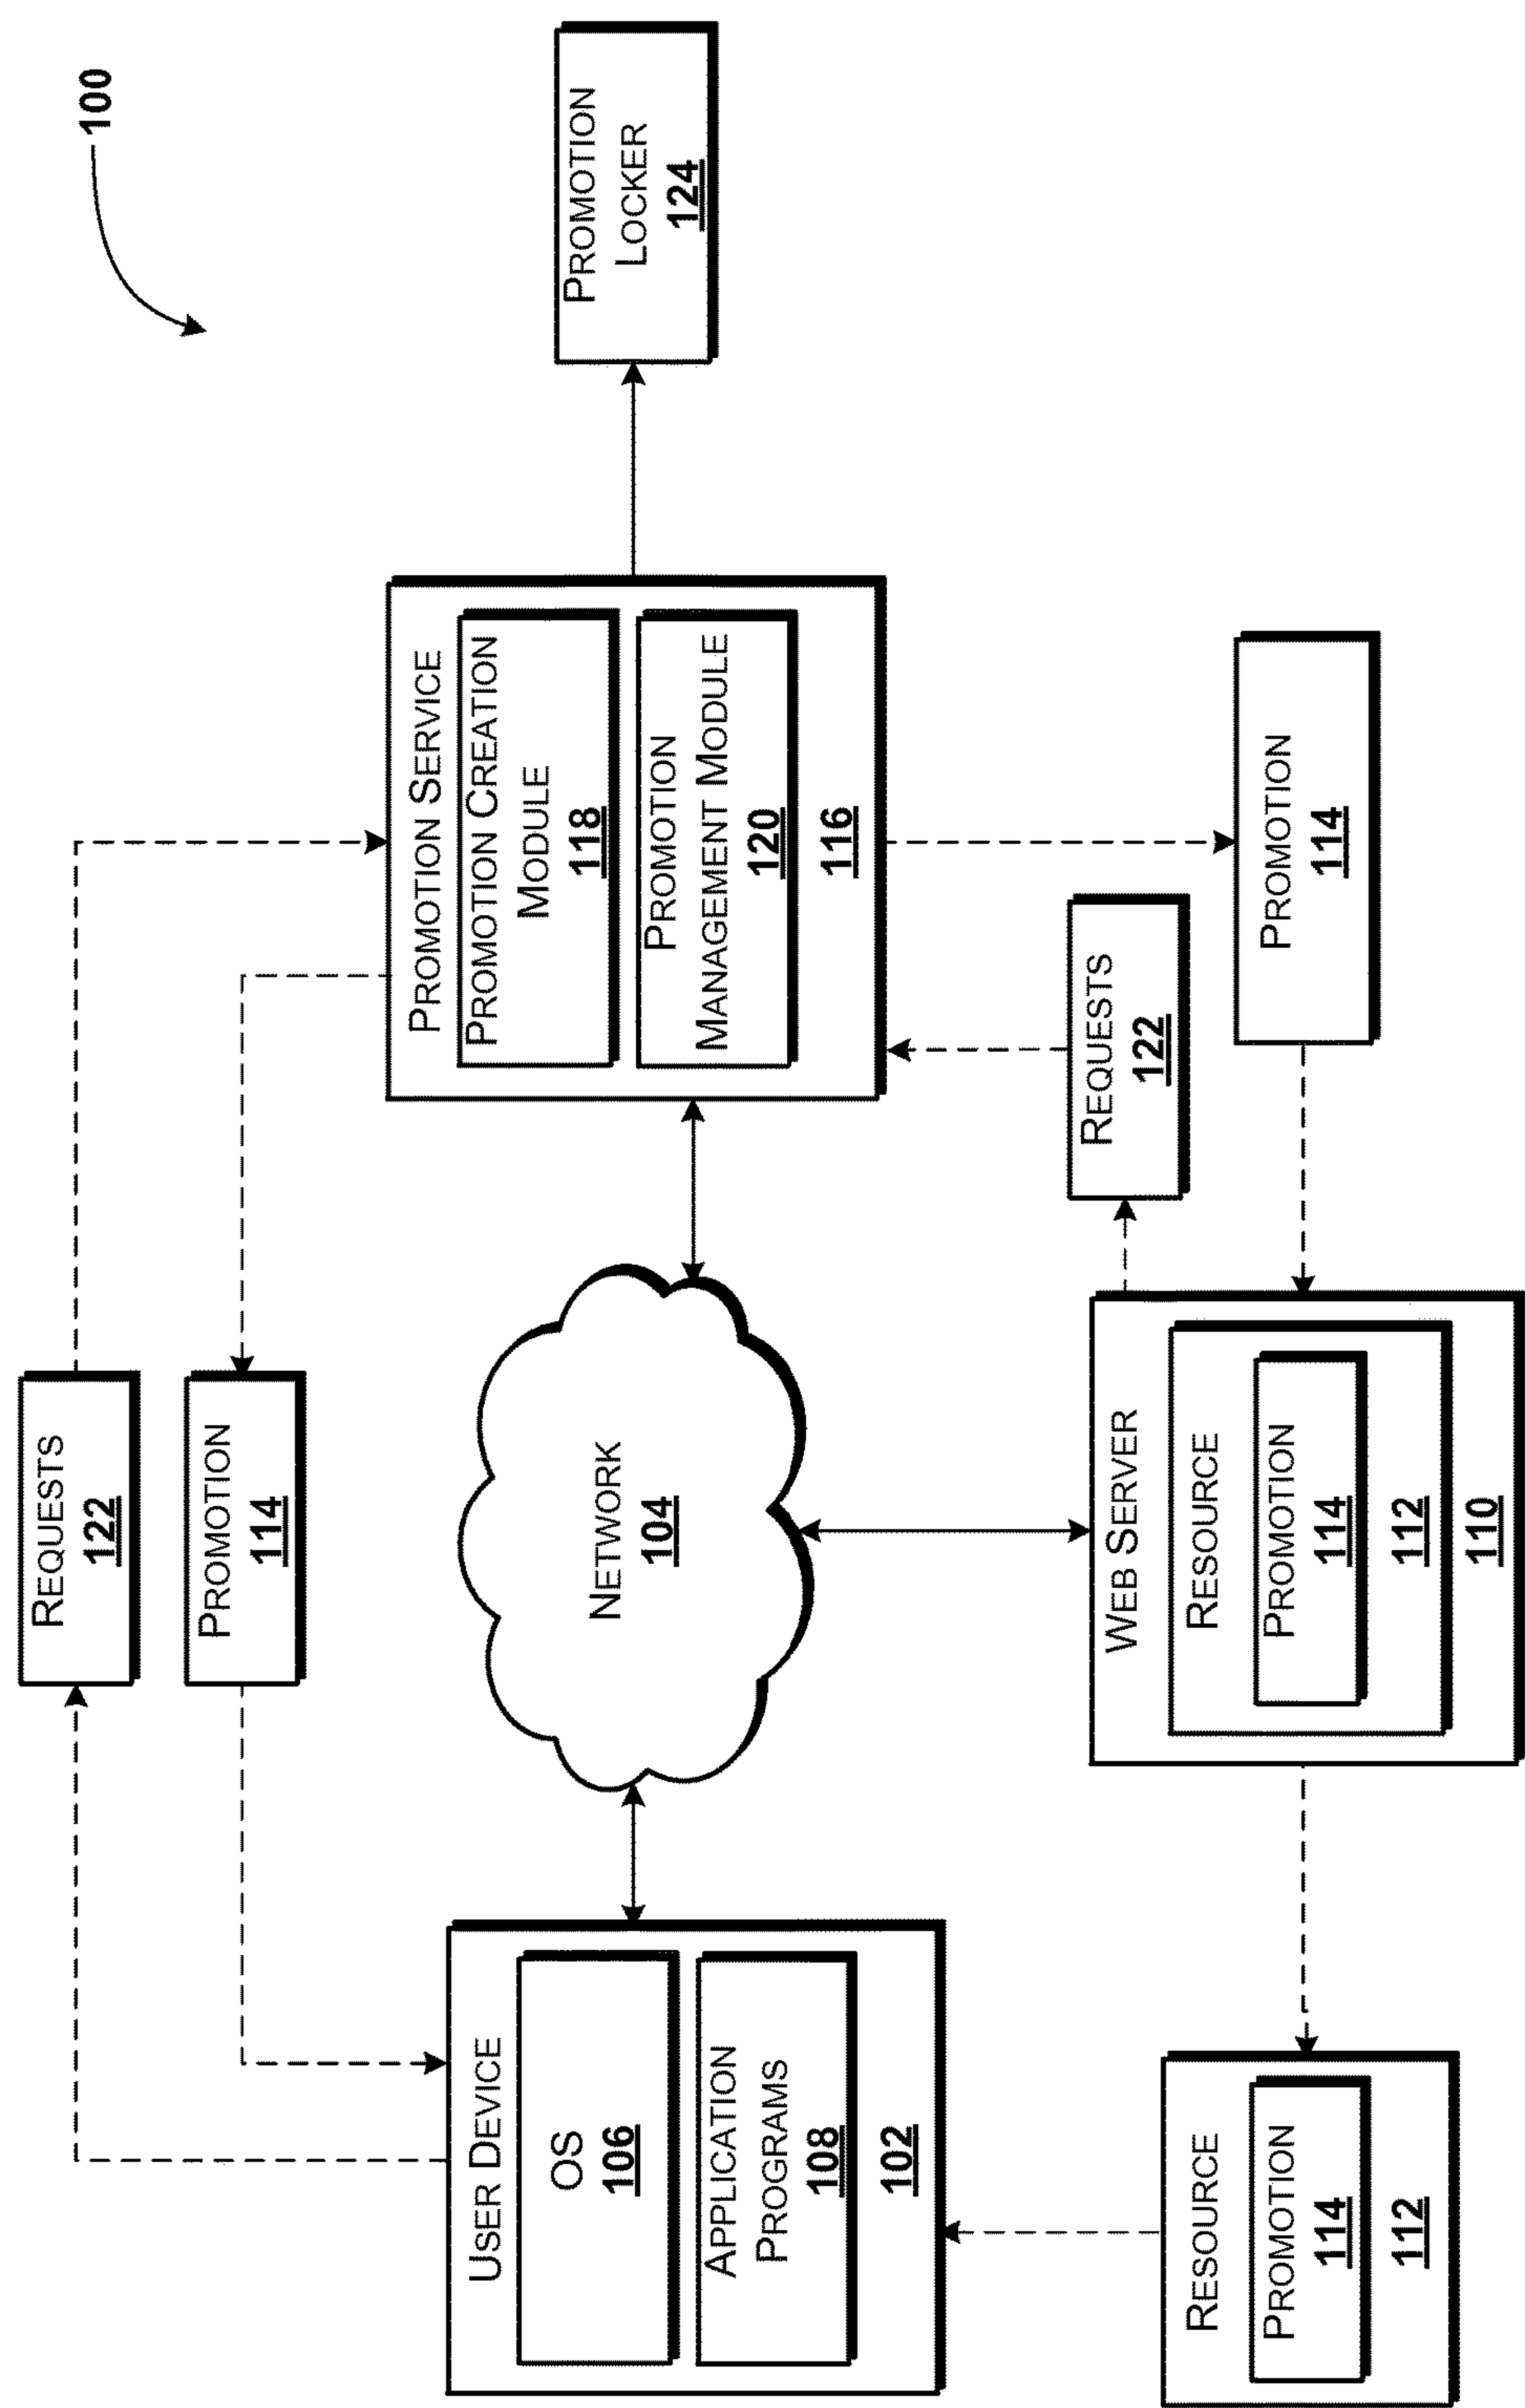 100
REQUESTS
122
PROMOTION
114
USER DEVICE
OS
106
APPLICATION
PROGRAMS
108
102
NETWORK
104
PROMOTION SERVICE
PROMOTION CREATION
MODULE
118
PROMOTION
MANAGEMENT MODULE
120
116
PROMOTION
LOCKER
124
REQUESTS
122
PROMOTION
114
WEB SERVER
RESOURCE
PROMOTION
114
112
110
RESOURCE
PROMOTION
114
112